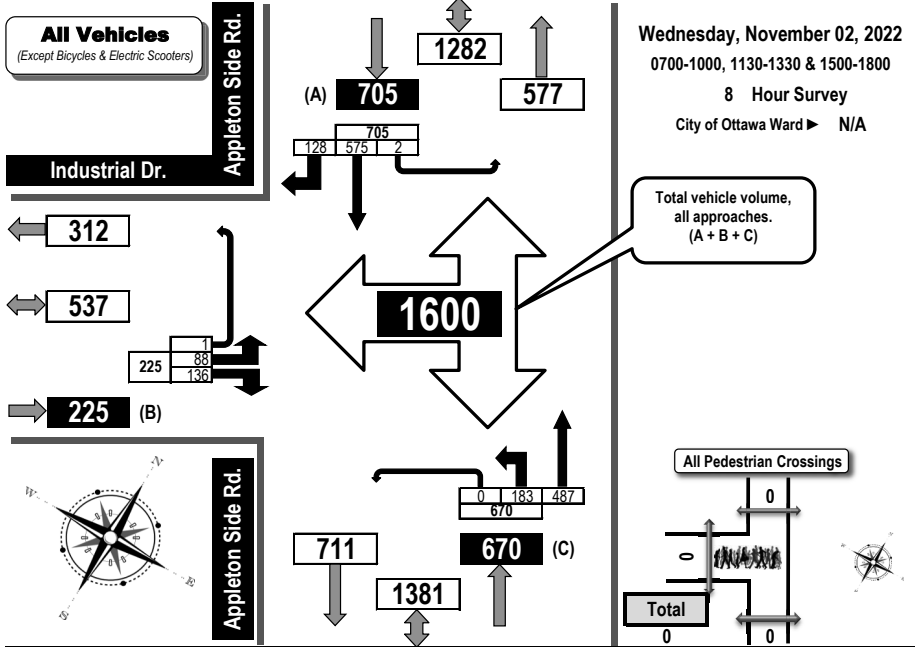 All Vehicles
(Except Bicycles & Electric Scooters)
Appleton Side Rd.
Industrial Dr.
1282
(A) 705
577
705
128 575 2
Wednesday, November 02, 2022
0700-1000, 1130-1330 & 1500-1800
8 Hour Survey
City of Ottawa Ward ► N/A
Total vehicle volume,
all approaches.
(A + B + C)
312
537
1600
1
225 88
136
225 (B)
N
W
E
S
Appleton Side Rd.
0 183 487
670
711
670 (C)
1381
All Pedestrian Crossings
0
0
Total
0
0